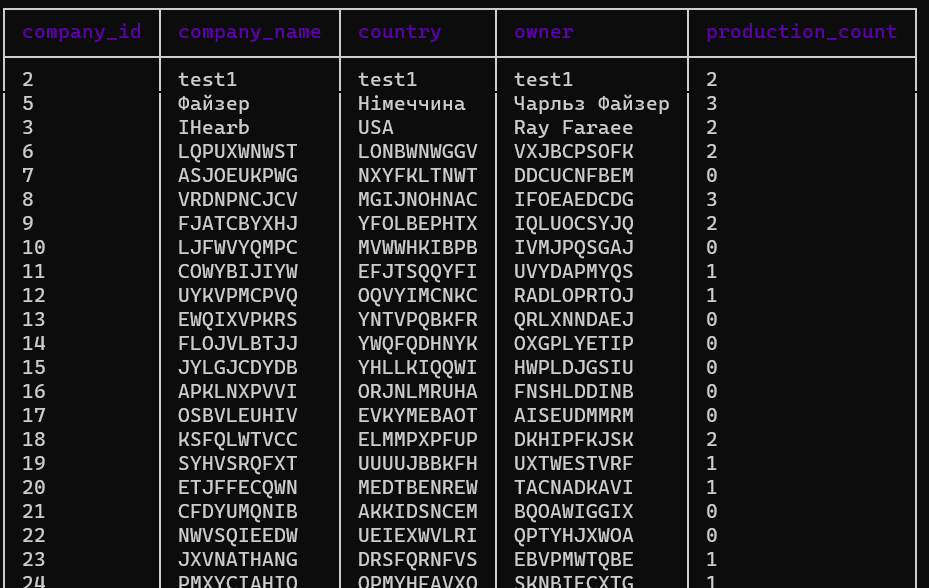 company_id company_name country owner production_count
2 test1 test1 test1 2
5 Файзер Німеччина Чарльз Файзер 3
3 IHearb USA Ray Faraee 2
6 LQPUXWNWST LONBWNWGGV VXJBCPSOFK 2
7 ASJOEUKPWG NXYFKLTNWT DDCUCNFBEM 0
8 VRDNPNCJCV MGIJNOHNAC IFOEAEDCDG 3
9 FJATCBYXHJ YFOLBEPHTX IQLUOCSYJQ 2
10 LJFWVYQMPC MVWWHKIBPB IVMJPQSGAJ 0
11 COWYBIJIYW EFJTSQQYFI UVYDAPMYQS 1
12 UYKVPMCPVQ OQVYIMCNKC RADLOPRTOJ 1
13 EWQIXVPKRS YNTVPQBKFR QRLXNNDAEJ 0
14 FLOJVLBTJJ YWQFQDHNYK OXGPLYETIP 0
15 JYLGJCDYDB YHLLKIQQWI HWPLDJGSIU 0
16 APKLNXPVVI ORJNLMRUHA FNSHLDDINB 0
17 OSBVLEUHIV EVKYMEBAOT AISEUDMMRM 0
18 KSFQLWTVCC ELMMPXPFUP DKHIPFKJSK 2
19 SYHVSRQFXT UUUUJBBKFH UXTWESTVRF 1
20 ETJFFECQWN MEDTBENREW TACNADKAVI 1
21 CFDYUMQNIB AKKIDSNCEM BQOAWIGGIX 0
22 NWVSQIEEDW UEIEXWVLRI QPTYHJXWOA 0
23 JXVNATHANG DRSFQRNFVS EBVPMWTQBE 1
24 1